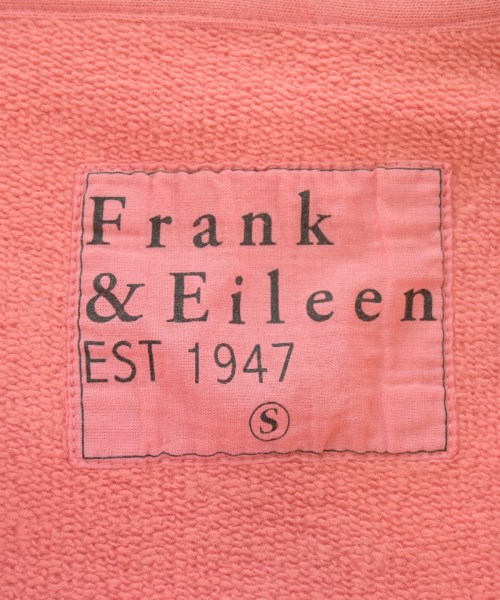 Frank
& Eileen
EST 1947
S